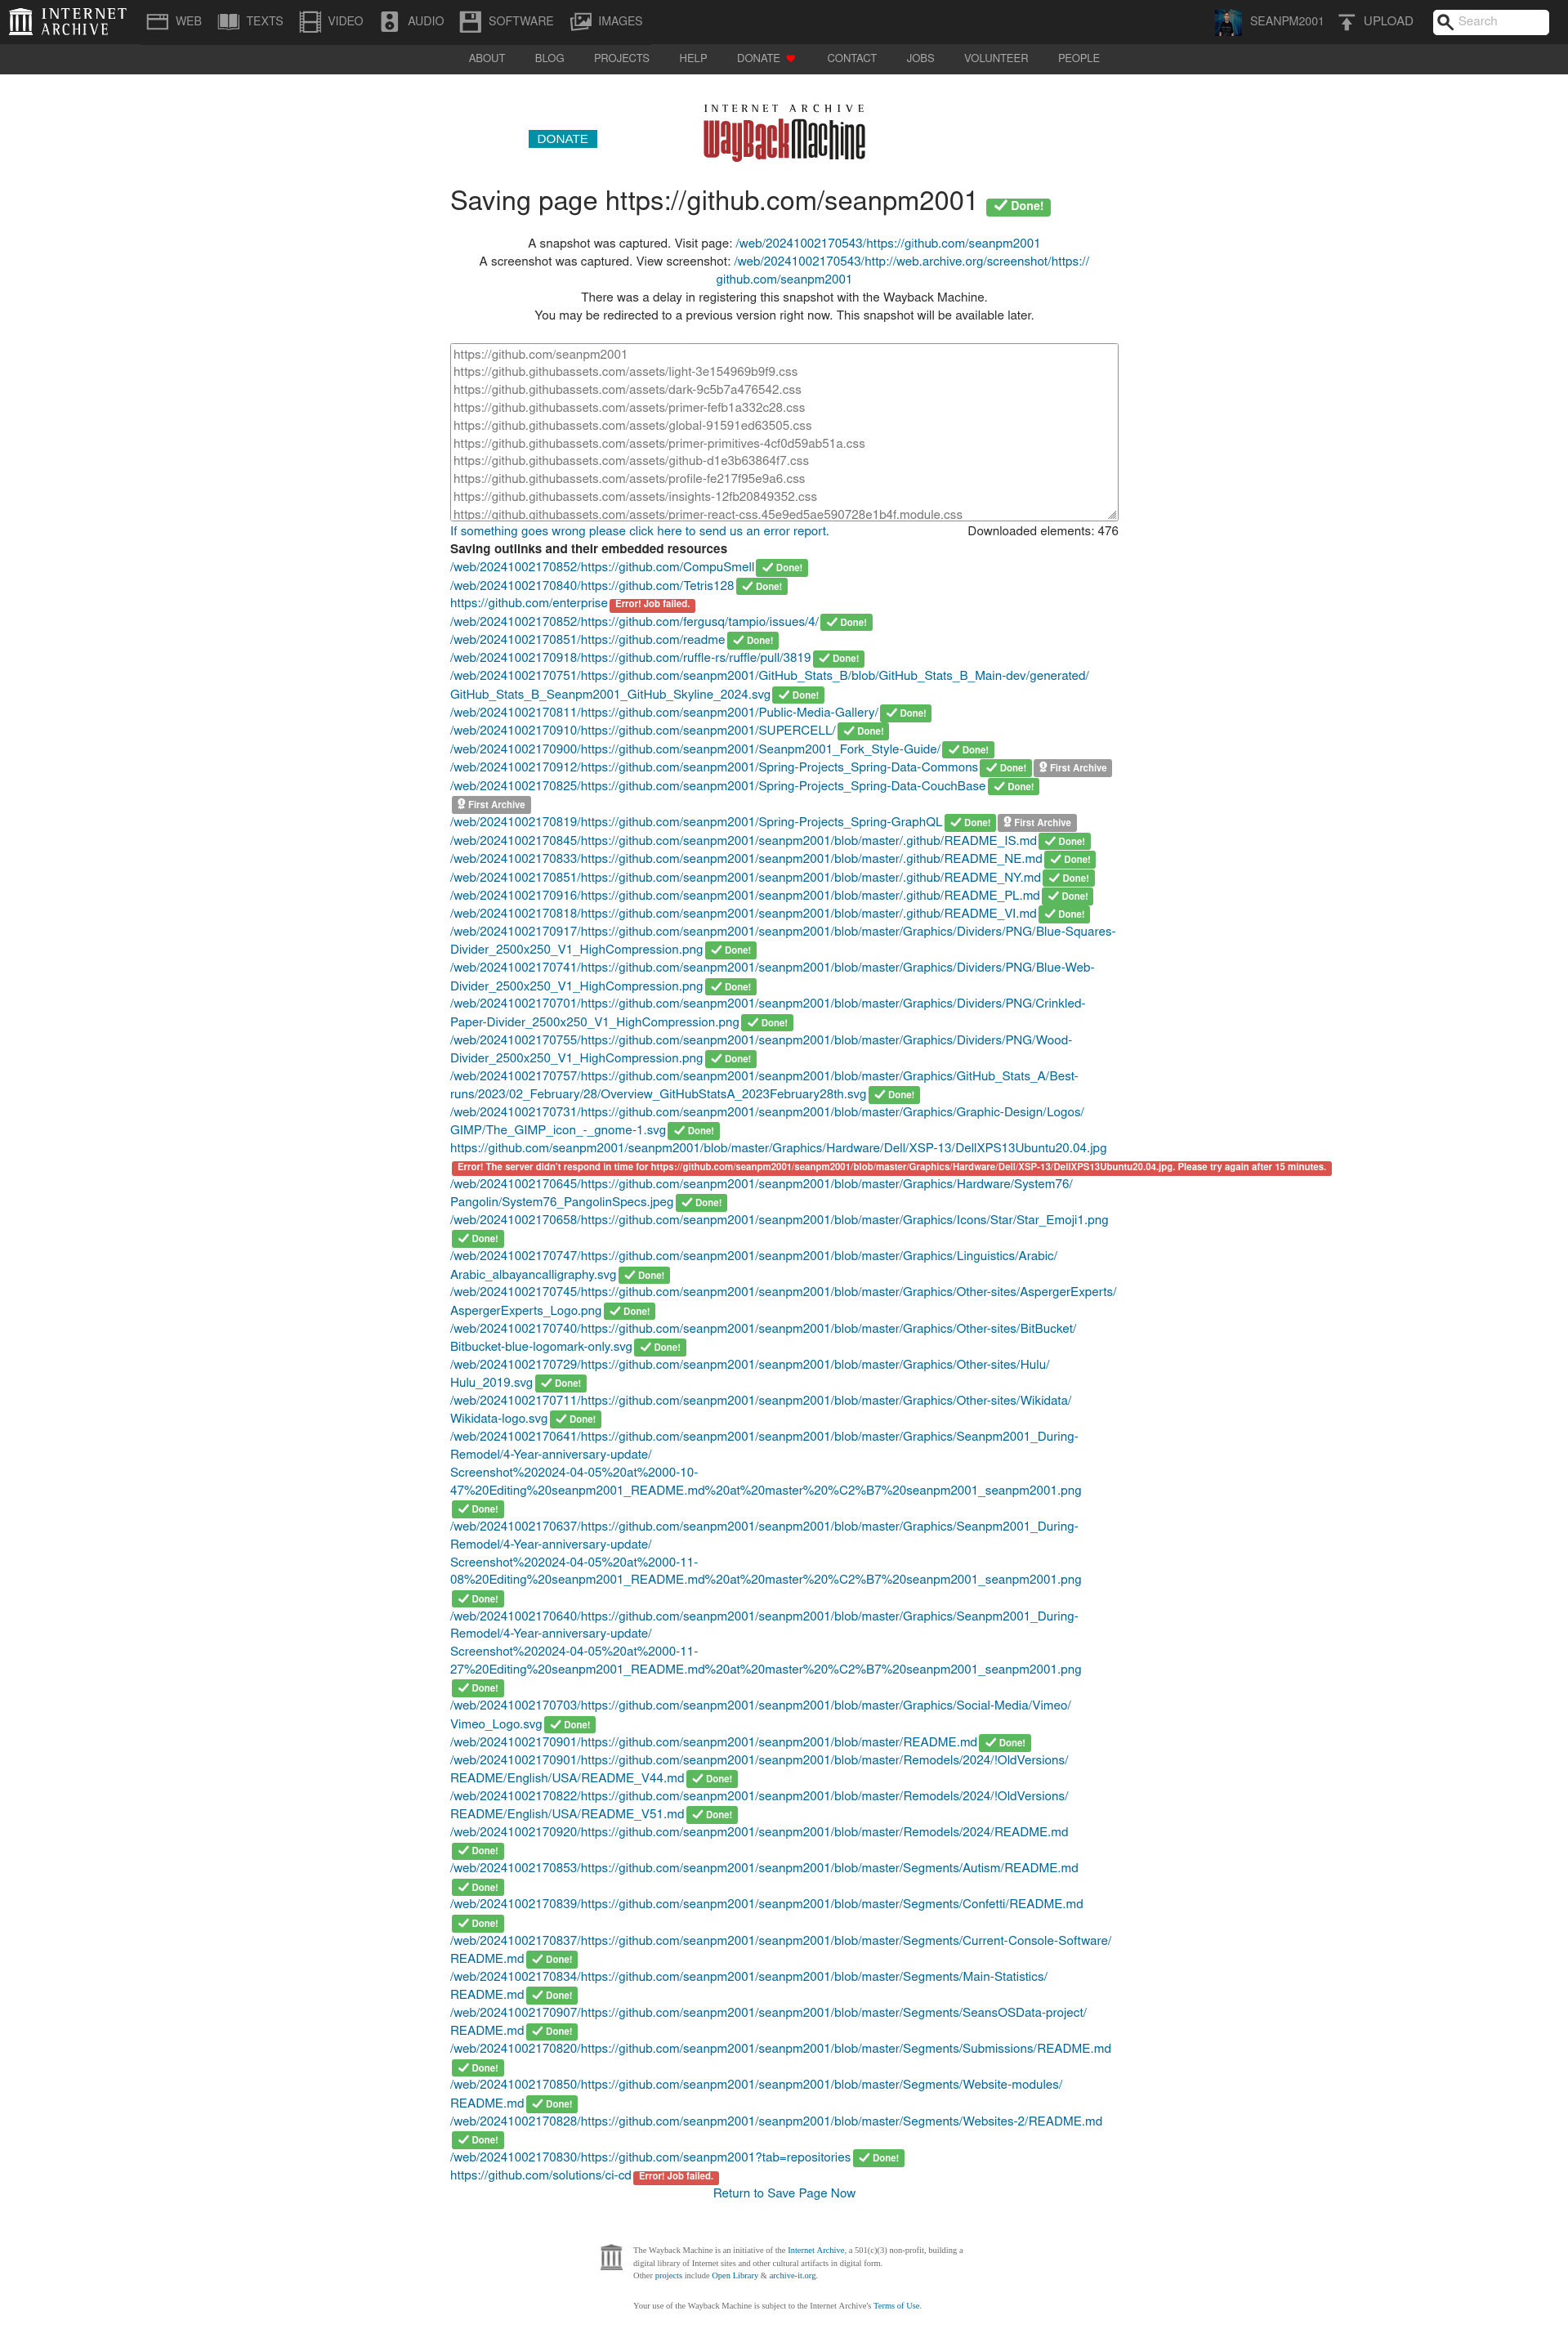 INTERNET ARCHIVE
WEB TEXTS VIDEO AUDIO SOFTWARE IMAGES SEANPM2001 UPLOAD Search
ABOUT BLOG PROJECTS HELP DONATE CONTACT JOBS VOLUNTEER PEOPLE
INTERNET ARCHIVE
DONATE WayBackMachine
Saving page https://github.com/seanpm2001 Done!
A snapshot was captured. Visit page: /web/20241002170543/https://github.com/seanpm2001
A screenshot was captured. View screenshot: /web/20241002170543/http://web.archive.org/screenshot/https://
github.com/seanpm2001
There was a delay in registering this snapshot with the Wayback Machine.
You may be redirected to a previous version right now. This snapshot will be available later.
https://github.com/seanpm2001
https://github.githubassets.com/assets/light-3e154969b9f9.css
https://github.githubassets.com/assets/dark-9c5b7a476542.css
https://github.githubassets.com/assets/primer-fefb1a332c28.css
https://github.githubassets.com/assets/global-91591ed63505.css
https://github.githubassets.com/assets/primer-primitives-4cf0d59ab51a.css
https://github.githubassets.com/assets/github-d1e3b63864f7.css
https://github.githubassets.com/assets/profile-fe217f95e9a6.css
https://github.githubassets.com/assets/insights-12fb20849352.css
https://github.githubassets.com/assets/primer-react-css.45e9ed5ae590728e1b4f.module.css
If something goes wrong please click here to send us an error report. Downloaded elements: 476
Saving outlinks and their embedded resources
/web/20241002170852/https://github.com/CompuSmell Done!
/web/20241002170840/https://github.com/Tetris128 Done!
https://github.com/enterprise Error! Job failed.
/web/20241002170852/https://github.com/fergusq/tampio/issues/4/ Done!
/web/20241002170851/https://github.com/readme Done!
/web/20241002170918/https://github.com/ruffle-rs/ruffle/pull/3819 Done!
/web/20241002170751/https://github.com/seanpm2001/GitHub_Stats_B/blob/GitHub_Stats_B_Main-dev/generated/
GitHub_Stats_B_Seanpm2001_GitHub_Skyline_2024.svg Done!
/web/20241002170811/https://github.com/seanpm2001/Public-Media-Gallery/ Done!
/web/20241002170910/https://github.com/seanpm2001/SUPERCELL/ Done!
/web/20241002170900/https://github.com/seanpm2001/Seanpm2001_Fork_Style-Guide/ Done!
/web/20241002170912/https://github.com/seanpm2001/Spring-Projects_Spring-Data-Commons Done! First Archive
/web/20241002170825/https://github.com/seanpm2001/Spring-Projects_Spring-Data-CouchBase Done!
First Archive
/web/20241002170819/https://github.com/seanpm2001/Spring-Projects_Spring-GraphQL Done! First Archive
/web/20241002170845/https://github.com/seanpm2001/seanpm2001/blob/master/.github/README_IS.md Done!
/web/20241002170833/https://github.com/seanpm2001/seanpm2001/blob/master/.github/README_NE.md Done!
/web/20241002170851/https://github.com/seanpm2001/seanpm2001/blob/master/.github/README_NY.md Done!
/web/20241002170916/https://github.com/seanpm2001/seanpm2001/blob/master/.github/README_PL.md Done!
/web/20241002170818/https://github.com/seanpm2001/seanpm2001/blob/master/.github/README_VI.md Done!
/web/20241002170917/https://github.com/seanpm2001/seanpm2001/blob/master/Graphics/Dividers/PNG/Blue-Squares-
Divider_2500x250_V1_HighCompression.png Done!
/web/20241002170741/https://github.com/seanpm2001/seanpm2001/blob/master/Graphics/Dividers/PNG/Blue-Web-
Divider_2500x250_V1_HighCompression.png Done!
/web/20241002170701/https://github.com/seanpm2001/seanpm2001/blob/master/Graphics/Dividers/PNG/Crinkled-
Paper-Divider_2500x250_V1_HighCompression.png Done!
/web/20241002170755/https://github.com/seanpm2001/seanpm2001/blob/master/Graphics/Dividers/PNG/Wood-
Divider_2500x250_V1_HighCompression.png Done!
/web/20241002170757/https://github.com/seanpm2001/seanpm2001/blob/master/Graphics/GitHub_Stats_A/Best-
runs/2023/02_February/28/Overview_GitHubStatsA_2023February28th.svg Done!
/web/20241002170731/https://github.com/seanpm2001/seanpm2001/blob/master/Graphics/Graphic-Design/Logos/
GIMP/The_GIMP_icon_-_gnome-1.svg Done!
https://github.com/seanpm2001/seanpm2001/blob/master/Graphics/Hardware/Dell/XSP-13/DellXPS13Ubuntu20.04.jpg
Error! The server didn't respond in time for https://github.com/seanpm2001/seanpm2001/blob/master/Graphics/Hardware/Dell/XSP-13/DellXPS13Ubuntu20.04.jpg. Please try again after 15 minutes.
/web/20241002170645/https://github.com/seanpm2001/seanpm2001/blob/master/Graphics/Hardware/System76/
Pangolin/System76_PangolinSpecs.jpeg Done!
/web/20241002170658/https://github.com/seanpm2001/seanpm2001/blob/master/Graphics/Icons/Star/Star_Emoji1.png
Done!
/web/20241002170747/https://github.com/seanpm2001/seanpm2001/blob/master/Graphics/Linguistics/Arabic/
Arabic_albayancalligraphy.svg Done!
/web/20241002170745/https://github.com/seanpm2001/seanpm2001/blob/master/Graphics/Other-sites/AspergerExperts/
AspergerExperts_Logo.png Done!
/web/20241002170740/https://github.com/seanpm2001/seanpm2001/blob/master/Graphics/Other-sites/BitBucket/
Bitbucket-blue-logomark-only.svg Done!
/web/20241002170729/https://github.com/seanpm2001/seanpm2001/blob/master/Graphics/Other-sites/Hulu/
Hulu_2019.svg Done!
/web/20241002170711/https://github.com/seanpm2001/seanpm2001/blob/master/Graphics/Other-sites/Wikidata/
Wikidata-logo.svg Done!
/web/20241002170641/https://github.com/seanpm2001/seanpm2001/blob/master/Graphics/Seanpm2001_During-
Remodel/4-Year-anniversary-update/
Screenshot%202024-04-05%20at%2000-10-
47%20Editing%20seanpm2001_README.md%20at%20master%20%C2%B7%20seanpm2001_seanpm2001.png
Done!
/web/20241002170637/https://github.com/seanpm2001/seanpm2001/blob/master/Graphics/Seanpm2001_During-
Remodel/4-Year-anniversary-update/
Screenshot%202024-04-05%20at%2000-11-
08%20Editing%20seanpm2001_README.md%20at%20master%20%C2%B7%20seanpm2001_seanpm2001.png
Done!
/web/20241002170640/https://github.com/seanpm2001/seanpm2001/blob/master/Graphics/Seanpm2001_During-
Remodel/4-Year-anniversary-update/
Screenshot%202024-04-05%20at%2000-11-
27%20Editing%20seanpm2001_README.md%20at%20master%20%C2%B7%20seanpm2001_seanpm2001.png
Done!
/web/20241002170703/https://github.com/seanpm2001/seanpm2001/blob/master/Graphics/Social-Media/Vimeo/
Vimeo_Logo.svg Done!
/web/20241002170901/https://github.com/seanpm2001/seanpm2001/blob/master/README.md Done!
/web/20241002170901/https://github.com/seanpm2001/seanpm2001/blob/master/Remodels/2024/!OldVersions/
README/English/USA/README_V44.md Done!
/web/20241002170822/https://github.com/seanpm2001/seanpm2001/blob/master/Remodels/2024/!OldVersions/
README/English/USA/README_V51.md Done!
/web/20241002170920/https://github.com/seanpm2001/seanpm2001/blob/master/Remodels/2024/README.md
Done!
/web/20241002170853/https://github.com/seanpm2001/seanpm2001/blob/master/Segments/Autism/README.md
Done!
/web/20241002170839/https://github.com/seanpm2001/seanpm2001/blob/master/Segments/Confetti/README.md
Done!
/web/20241002170837/https://github.com/seanpm2001/seanpm2001/blob/master/Segments/Current-Console-Software/
README.md Done!
/web/20241002170834/https://github.com/seanpm2001/seanpm2001/blob/master/Segments/Main-Statistics/
README.md Done!
/web/20241002170907/https://github.com/seanpm2001/seanpm2001/blob/master/Segments/SeansOSData-project/
README.md Done!
/web/20241002170820/https://github.com/seanpm2001/seanpm2001/blob/master/Segments/Submissions/README.md
Done!
/web/20241002170850/https://github.com/seanpm2001/seanpm2001/blob/master/Segments/Website-modules/
README.md Done!
/web/20241002170828/https://github.com/seanpm2001/seanpm2001/blob/master/Segments/Websites-2/README.md
Done!
/web/20241002170830/https://github.com/seanpm2001?tab=repositories Done!
https://github.com/solutions/ci-cd Error! Job failed.
Return to Save Page Now
The Wayback Machine is an initiative of the Internet Archive, a 501(c)(3) non-profit, building a
digital library of Internet sites and other cultural artifacts in digital form.
Other projects include Open Library & archive-it.org.
Your use of the Wayback Machine is subject to the Internet Archive's Terms of Use.